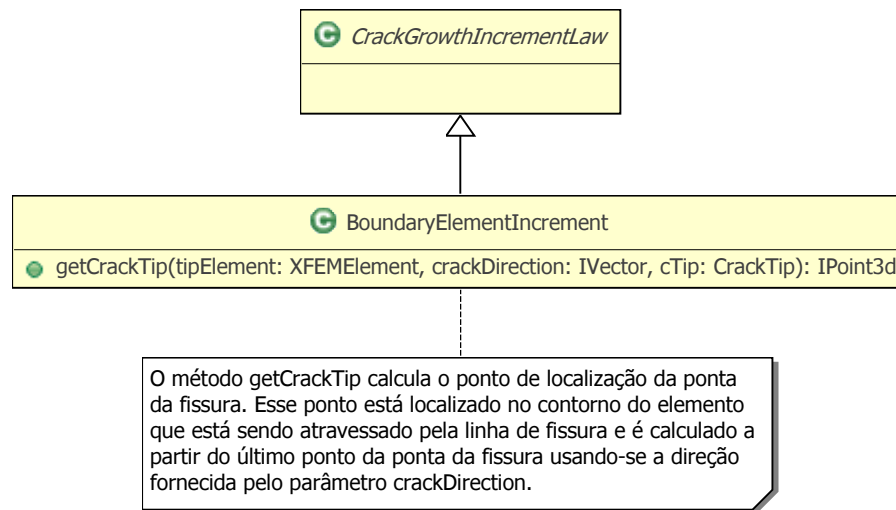 CrackGrowthIncrementLaw
BoundaryElementIncrement
getCrackTip(tipElement: XFEMElement, crackDirection: IVector, cTip: CrackTip): IPoint3d
O método getCrackTip calcula o ponto de localização da ponta
da fissura. Esse ponto está localizado no contorno do elemento
que está sendo atravessado pela linha de fissura e é calculado a
partir do último ponto da ponta da fissura usando-se a direção
fornecida pelo parâmetro crackDirection.